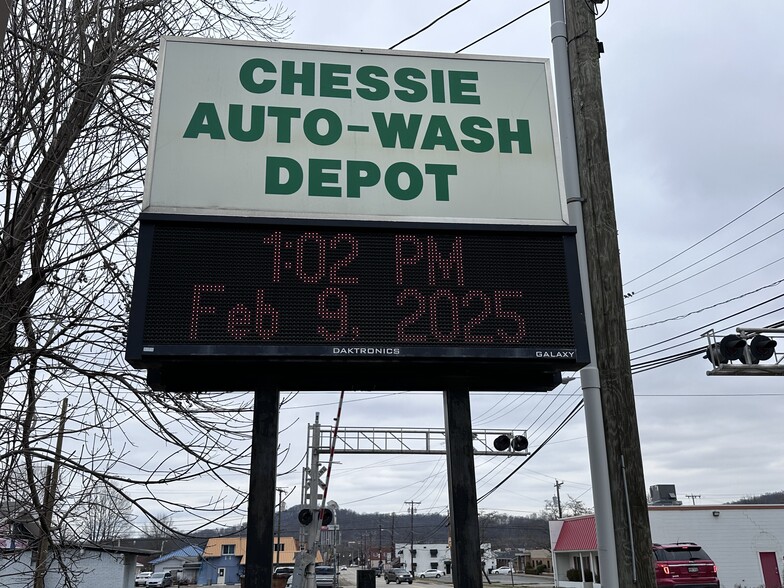 CHESSIE
AUTO-WASH
DEPOT
1:02 PM
Feb 9, 2025
DAKTRONICS GALAXY